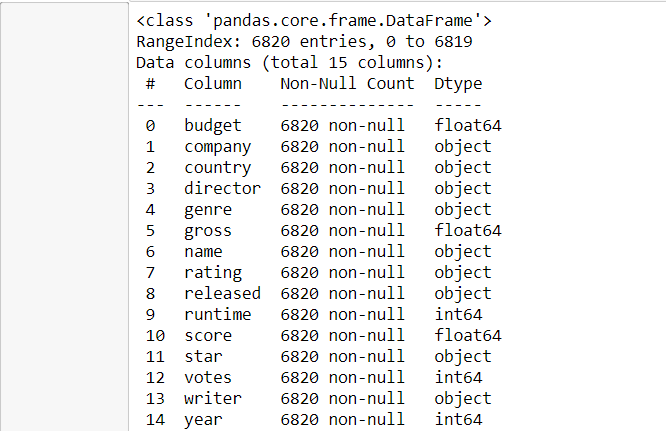 <class 'pandas.core.frame.DataFrame'>
RangeIndex: 6820 entries, 0 to 6819
Data columns (total 15 columns):
 #   Column    Non-Null Count  Dtype
---  ------    --------------  -----
 0   budget    6820 non-null   float64
 1   company   6820 non-null   object
 2   country   6820 non-null   object
 3   director  6820 non-null   object
 4   genre     6820 non-null   object
 5   gross     6820 non-null   float64
 6   name      6820 non-null   object
 7   rating    6820 non-null   object
 8   released  6820 non-null   object
 9   runtime   6820 non-null   int64
 10  score     6820 non-null   float64
 11  star      6820 non-null   object
 12  votes     6820 non-null   int64
 13  writer    6820 non-null   object
 14  year      6820 non-null   int64